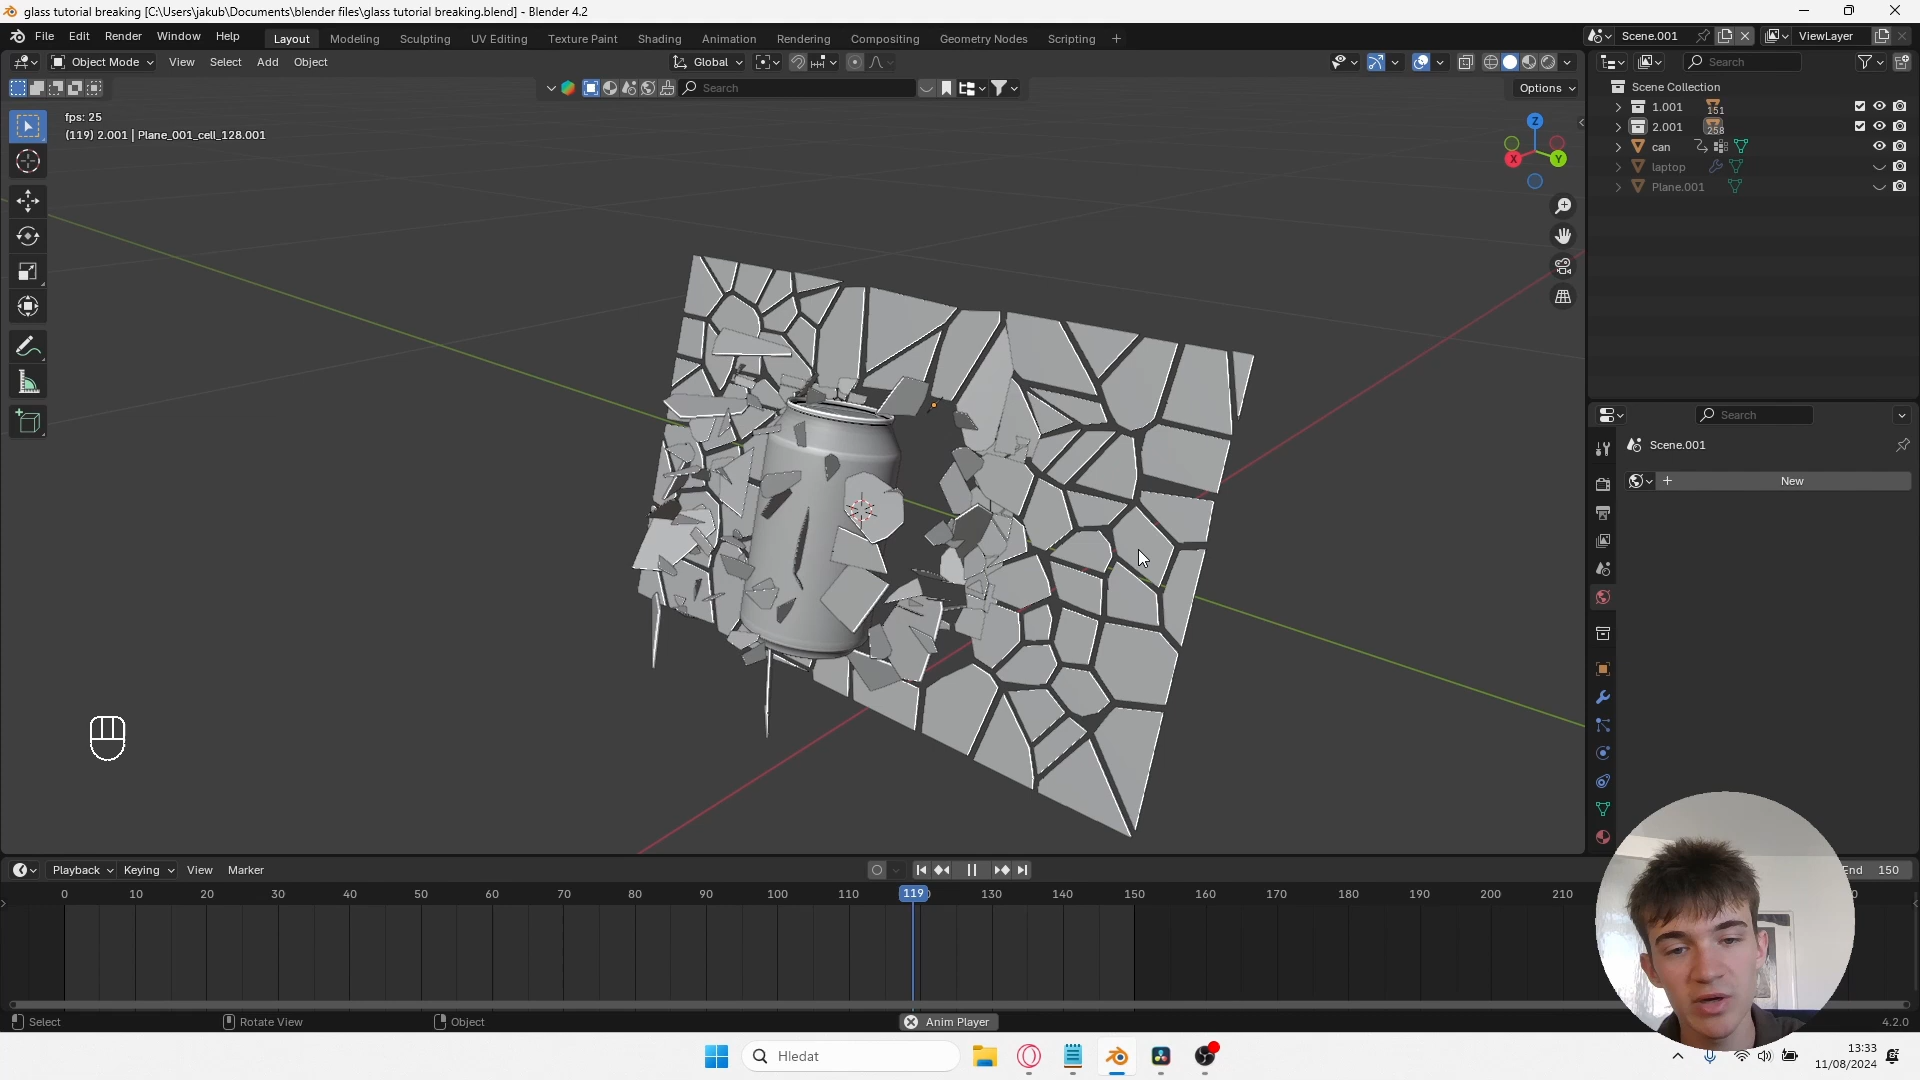 glass tutorial breaking [C:\Users\jakub\Documents\blender files\glass tutorial breaking.blend] - Blender 4.2
File Edit Render Window Help Layout Modeling Sculpting UV Editing Texture Paint Shading Animation Rendering Compositing Geometry Nodes Scripting + Scene.001 ViewLayer
Object Mode View Select Add Object Global Search
Search Options
fps: 25
(119) 2.001 | Plane_001_cell_128.001
Z
X Y
Scene Collection
1.001 151
2.001 258
can
laptop
Plane.001
Search
Scene.001
New
Playback Keying View Marker End 150
0 10 20 30 40 50 60 70 80 90 100 110 119 130 140 150 160 170 180 190 200 210
Select Rotate View Object Anim Player 4.2.0
Hledat
13:33
11/08/2024